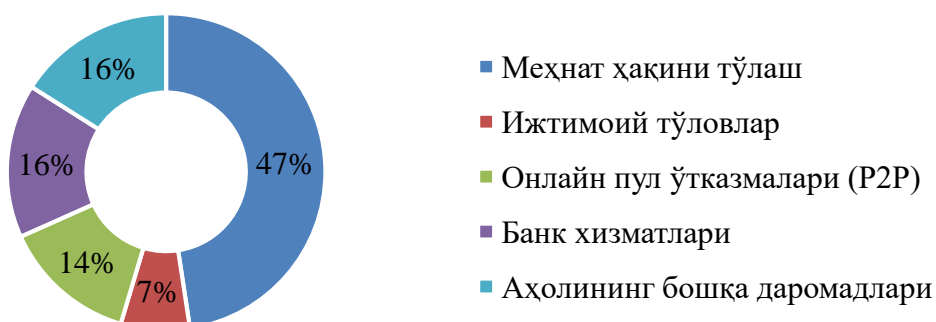 16%
47%
16%
14%
7%
Меҳнат ҳақини тўлаш
Ижтимоий тўловлар
Онлайн пул ўтказмалари (P2P)
Банк хизматлари
Аҳолининг бошқа даромадлари